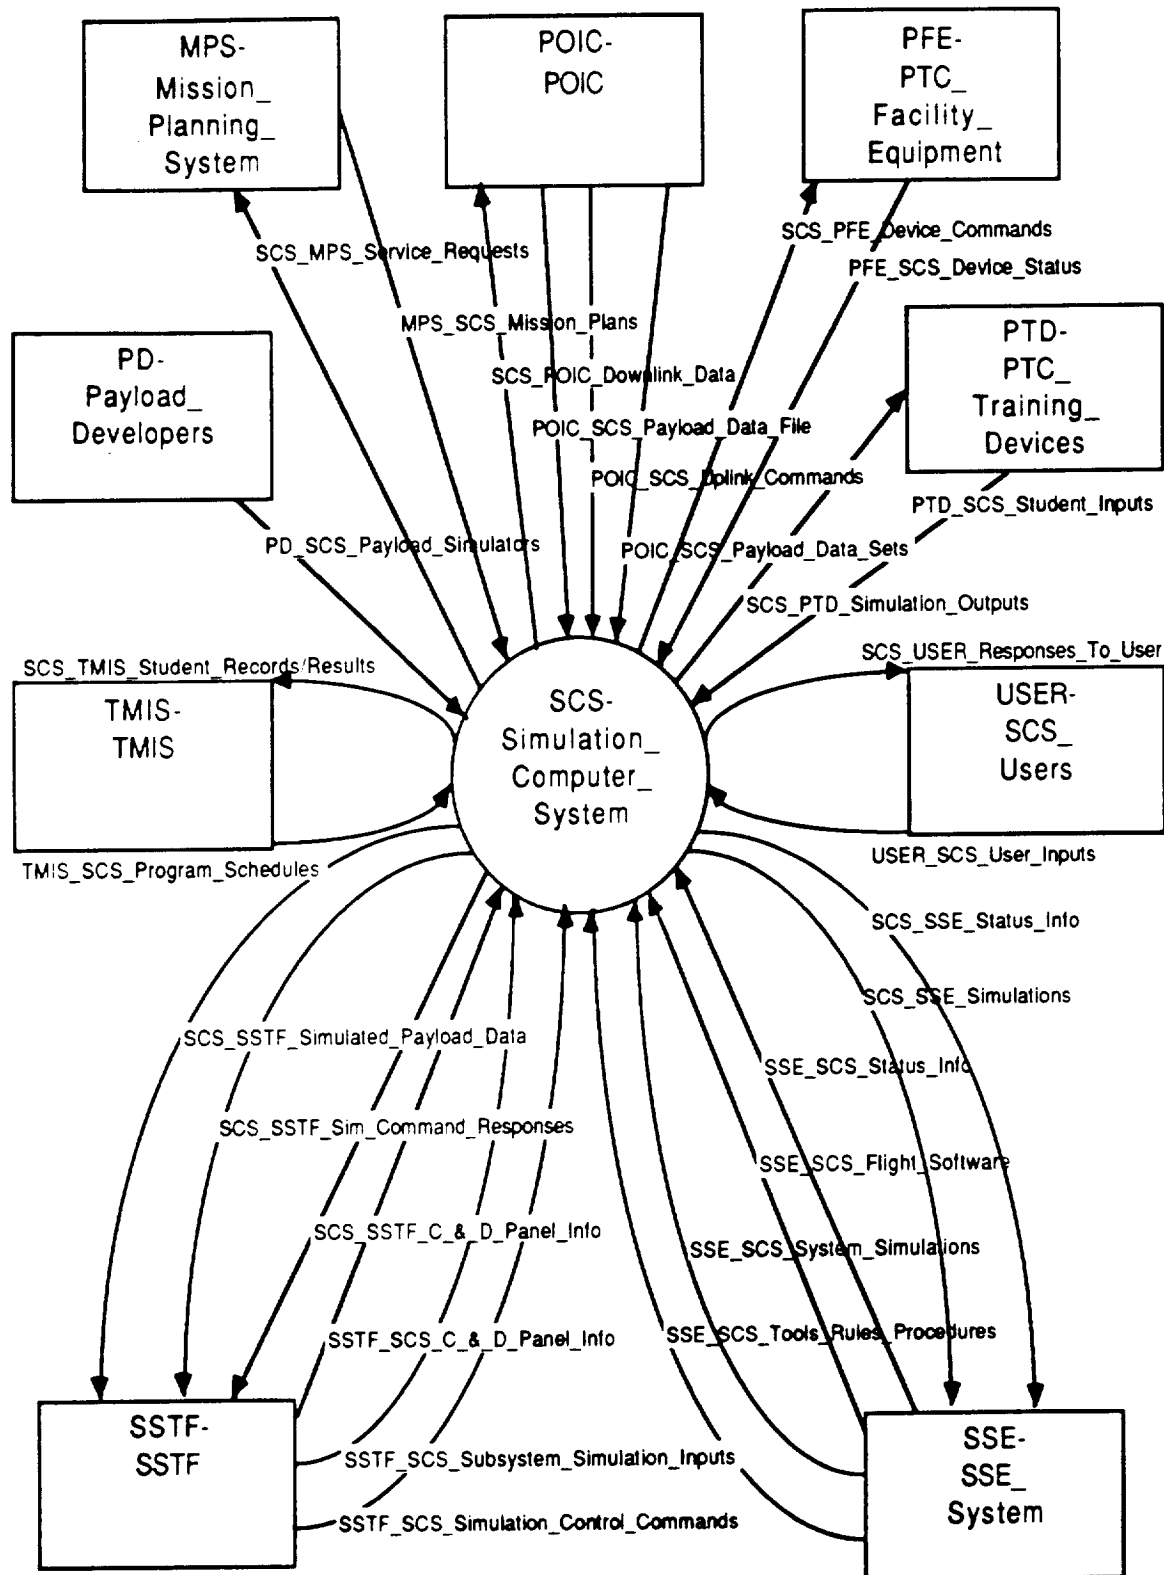 MPS-
Mission_
Planning_
System
POIC-
POIC
PFE-
PTC_
Facility_
Equipment
SCS_PFE_Device_Commands
SCS_MPS_Service_Requests
PFE_SCS_Device_Status
MPS_SCS_Mission_Plans
PD-
Payload_
Developers
PTD-
PTC_
Training_
Devices
SCS_POIC_Downlink_Data
POIC_SCS_Payload_Data_File
POIC_SCS_Uplink_Commands
PTD_SCS_Student_Inputs
PD_SCS_Payload_Simulators
POIC_SCS_Payload_Data_Sets
SCS_PTD_Simulation_Outputs
SCS_TMIS_Student_Records/Results
SCS_USER_Responses_To_User
TMIS-
TMIS
SCS-
Simulation_
Computer_
System
USER-
SCS_
Users
TMIS_SCS_Program_Schedules
USER_SCS_User_Inputs
SCS_SSE_Status_Info
SCS_SSE_Simulations
SCS_SSTF_Simulated_Payload_Data
SSE_SCS_Status_Info
SCS_SSTF_Sim_Command_Responses
SSE_SCS_Flight_Software
SCS_SSTF_C_&_D_Panel_Info
SSE_SCS_System_Simulations
SSTF_SCS_C_&_D_Panel_Info
SSE_SCS_Tools_Rules_Procedures
SSTF-
SSTF
SSTF_SCS_Subsystem_Simulation_Inputs
SSTF_SCS_Simulation_Control_Commands
SSE-
SSE_
System